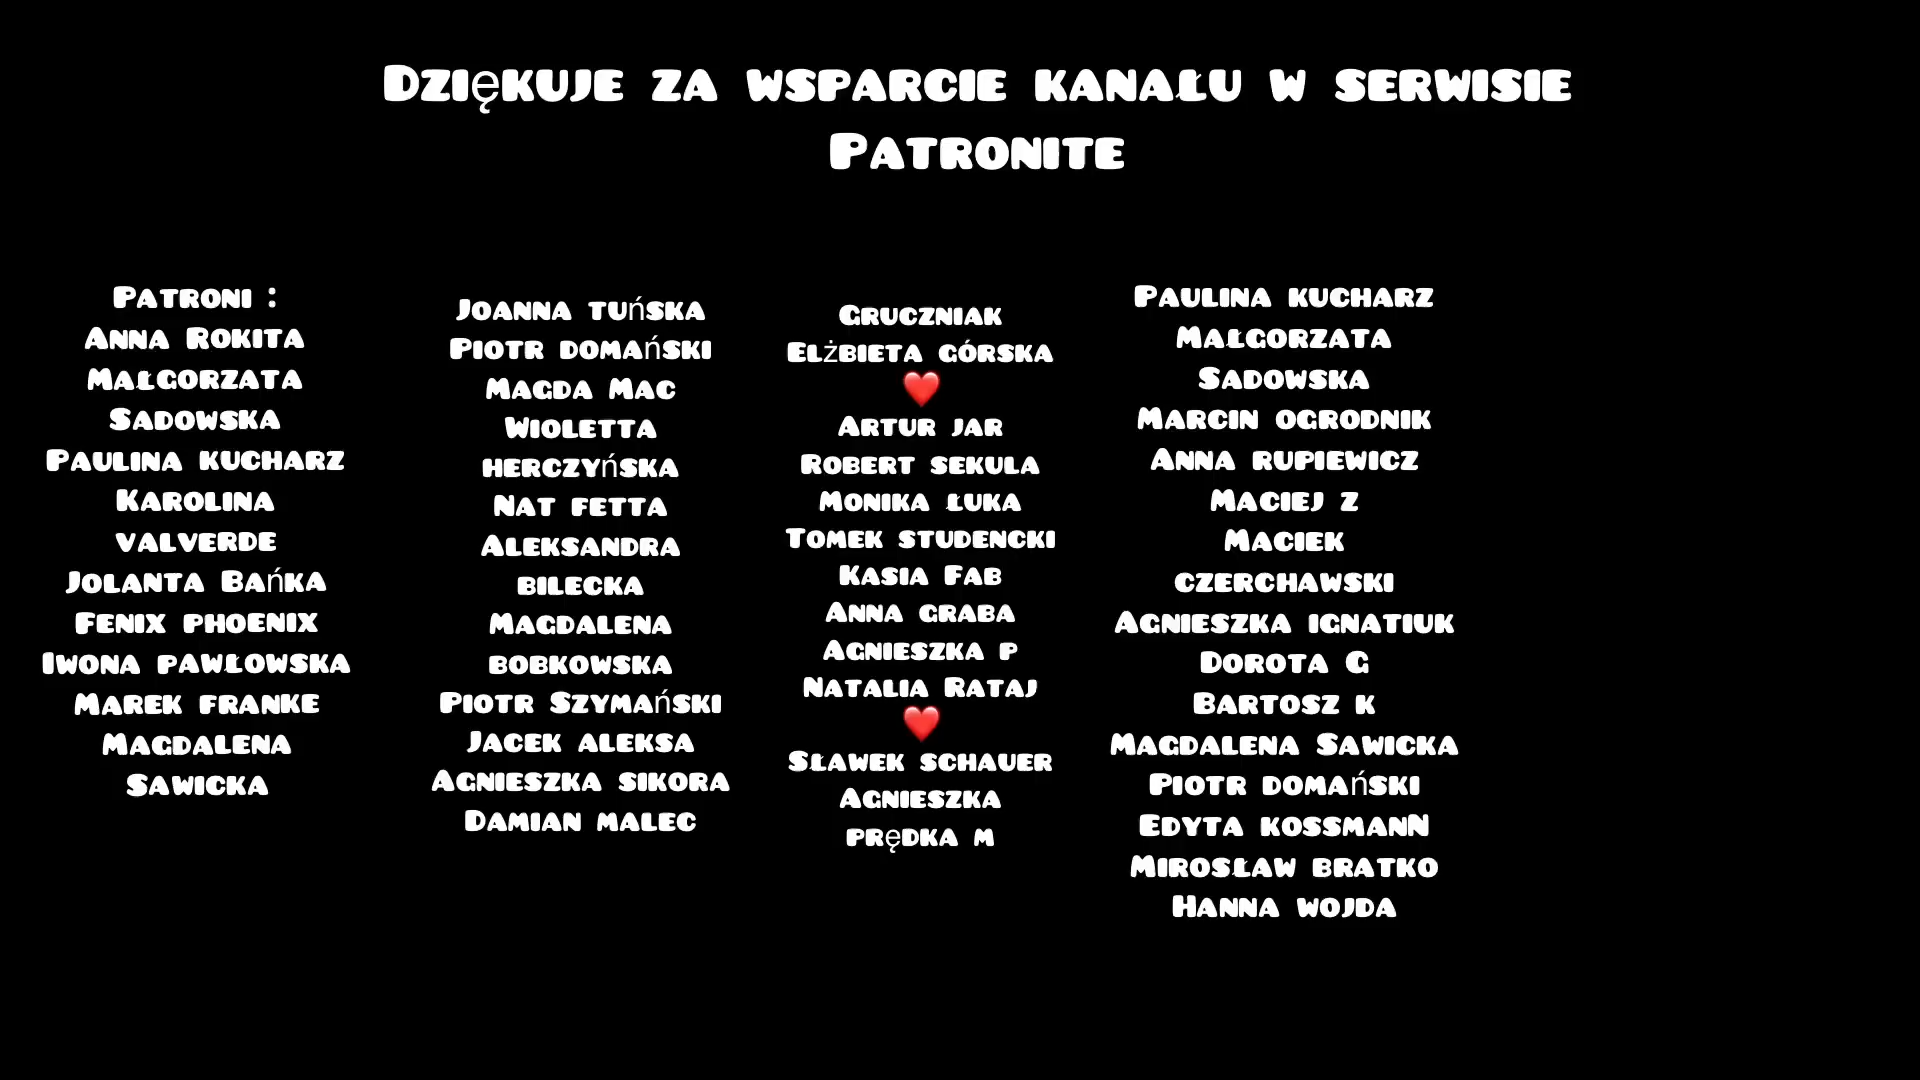 Dziękuje za wsparcie kanału w serwisie
Patronite
Patroni :
Anna Rokita
Małgorzata
Sadowska
Paulina kucharz
Karolina
valverde
Jolanta Bańka
Fenix phoenix
Iwona pawłowska
Marek franke
Magdalena
Sawicka
Joanna tuńska
Piotr domański
Magda Mac
Wioletta
herczyńska
Nat fetta
Aleksandra
bilecka
Magdalena
bobkowska
Piotr Szymański
Jacek aleksa
Agnieszka sikora
Damian malec
Gruczniak
Elżbieta górska
❤️
Artur jar
Robert sekula
Monika łuka
Tomek studencki
Kasia Fab
Anna graba
Agnieszka p
Natalia Rataj
❤️
Sławek schauer
Agnieszka
prędka m
Paulina kucharz
Małgorzata
Sadowska
Marcin ogrodnik
Anna rupiewicz
Maciej z
Maciek
czerchawski
Agnieszka ignatiuk
Dorota G
Bartosz k
Magdalena Sawicka
Piotr domański
Edyta kossmanN
Mirosław bratko
Hanna wojda